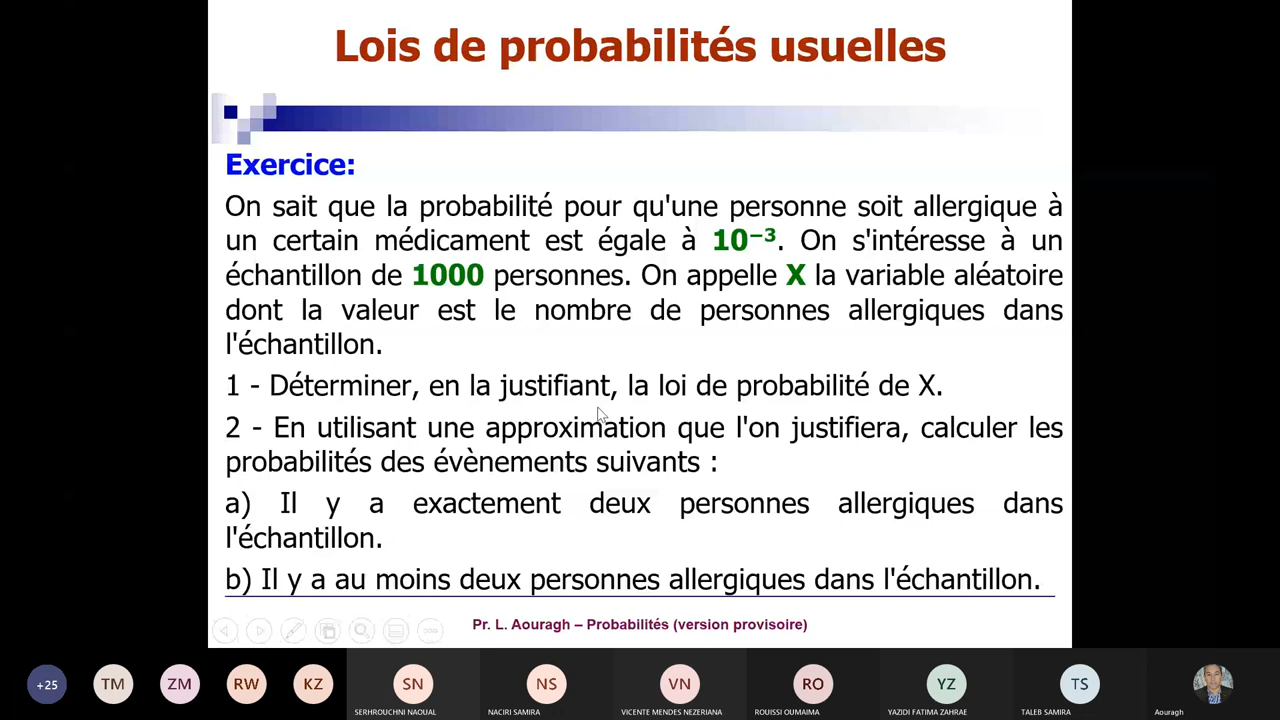 Lois de probabilités usuelles
Exercice:
On sait que la probabilité pour qu'une personne soit allergique à
un certain médicament est égale à 10⁻³. On s'intéresse à un
échantillon de 1000 personnes. On appelle X la variable aléatoire
dont la valeur est le nombre de personnes allergiques dans
l'échantillon.
1 - Déterminer, en la justifiant, la loi de probabilité de X.
2 - En utilisant une approximation que l'on justifiera, calculer les
probabilités des évènements suivants :
a) Il y a exactement deux personnes allergiques dans
l'échantillon.
b) Il y a au moins deux personnes allergiques dans l'échantillon.
Pr. L. Aouragh – Probabilités (version provisoire)
+25 TM ZM RW KZ SN NS VN RO YZ TS
SERHROUCHNI NAOUAL NACIRI SAMIRA VICENTE MENDES NEZERIANA ROUISSI OUMAIMA YAZIDI FATIMA ZAHRAE TALEB SAMIRA Aouragh